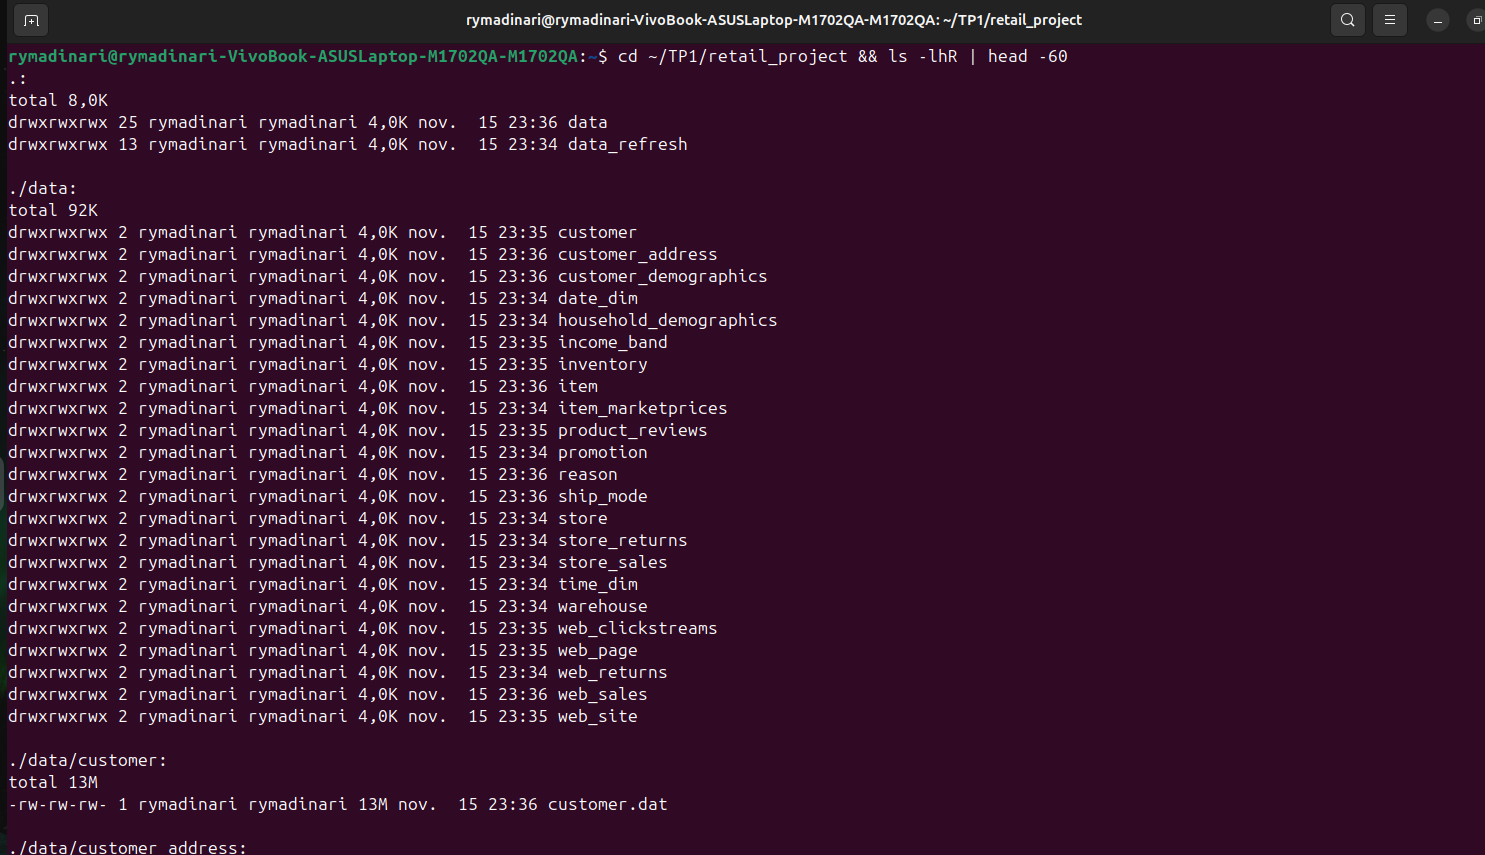 rymadinari@rymadinari-VivoBook-ASUSLaptop-M1702QA-M1702QA: ~/TP1/retail_project
rymadinari@rymadinari-VivoBook-ASUSLaptop-M1702QA-M1702QA:~$ cd ~/TP1/retail_project && ls -lhR | head -60
.:
total 8,0K
drwxrwxrwx 25 rymadinari rymadinari 4,0K nov.  15 23:36 data
drwxrwxrwx 13 rymadinari rymadinari 4,0K nov.  15 23:34 data_refresh

./data:
total 92K
drwxrwxrwx 2 rymadinari rymadinari 4,0K nov.  15 23:35 customer
drwxrwxrwx 2 rymadinari rymadinari 4,0K nov.  15 23:36 customer_address
drwxrwxrwx 2 rymadinari rymadinari 4,0K nov.  15 23:36 customer_demographics
drwxrwxrwx 2 rymadinari rymadinari 4,0K nov.  15 23:34 date_dim
drwxrwxrwx 2 rymadinari rymadinari 4,0K nov.  15 23:34 household_demographics
drwxrwxrwx 2 rymadinari rymadinari 4,0K nov.  15 23:35 income_band
drwxrwxrwx 2 rymadinari rymadinari 4,0K nov.  15 23:35 inventory
drwxrwxrwx 2 rymadinari rymadinari 4,0K nov.  15 23:36 item
drwxrwxrwx 2 rymadinari rymadinari 4,0K nov.  15 23:34 item_marketprices
drwxrwxrwx 2 rymadinari rymadinari 4,0K nov.  15 23:35 product_reviews
drwxrwxrwx 2 rymadinari rymadinari 4,0K nov.  15 23:34 promotion
drwxrwxrwx 2 rymadinari rymadinari 4,0K nov.  15 23:36 reason
drwxrwxrwx 2 rymadinari rymadinari 4,0K nov.  15 23:36 ship_mode
drwxrwxrwx 2 rymadinari rymadinari 4,0K nov.  15 23:34 store
drwxrwxrwx 2 rymadinari rymadinari 4,0K nov.  15 23:34 store_returns
drwxrwxrwx 2 rymadinari rymadinari 4,0K nov.  15 23:34 store_sales
drwxrwxrwx 2 rymadinari rymadinari 4,0K nov.  15 23:34 time_dim
drwxrwxrwx 2 rymadinari rymadinari 4,0K nov.  15 23:34 warehouse
drwxrwxrwx 2 rymadinari rymadinari 4,0K nov.  15 23:35 web_clickstreams
drwxrwxrwx 2 rymadinari rymadinari 4,0K nov.  15 23:35 web_page
drwxrwxrwx 2 rymadinari rymadinari 4,0K nov.  15 23:34 web_returns
drwxrwxrwx 2 rymadinari rymadinari 4,0K nov.  15 23:36 web_sales
drwxrwxrwx 2 rymadinari rymadinari 4,0K nov.  15 23:35 web_site

./data/customer:
total 13M
-rw-rw-rw- 1 rymadinari rymadinari 13M nov.  15 23:36 customer.dat

./data/customer_address: